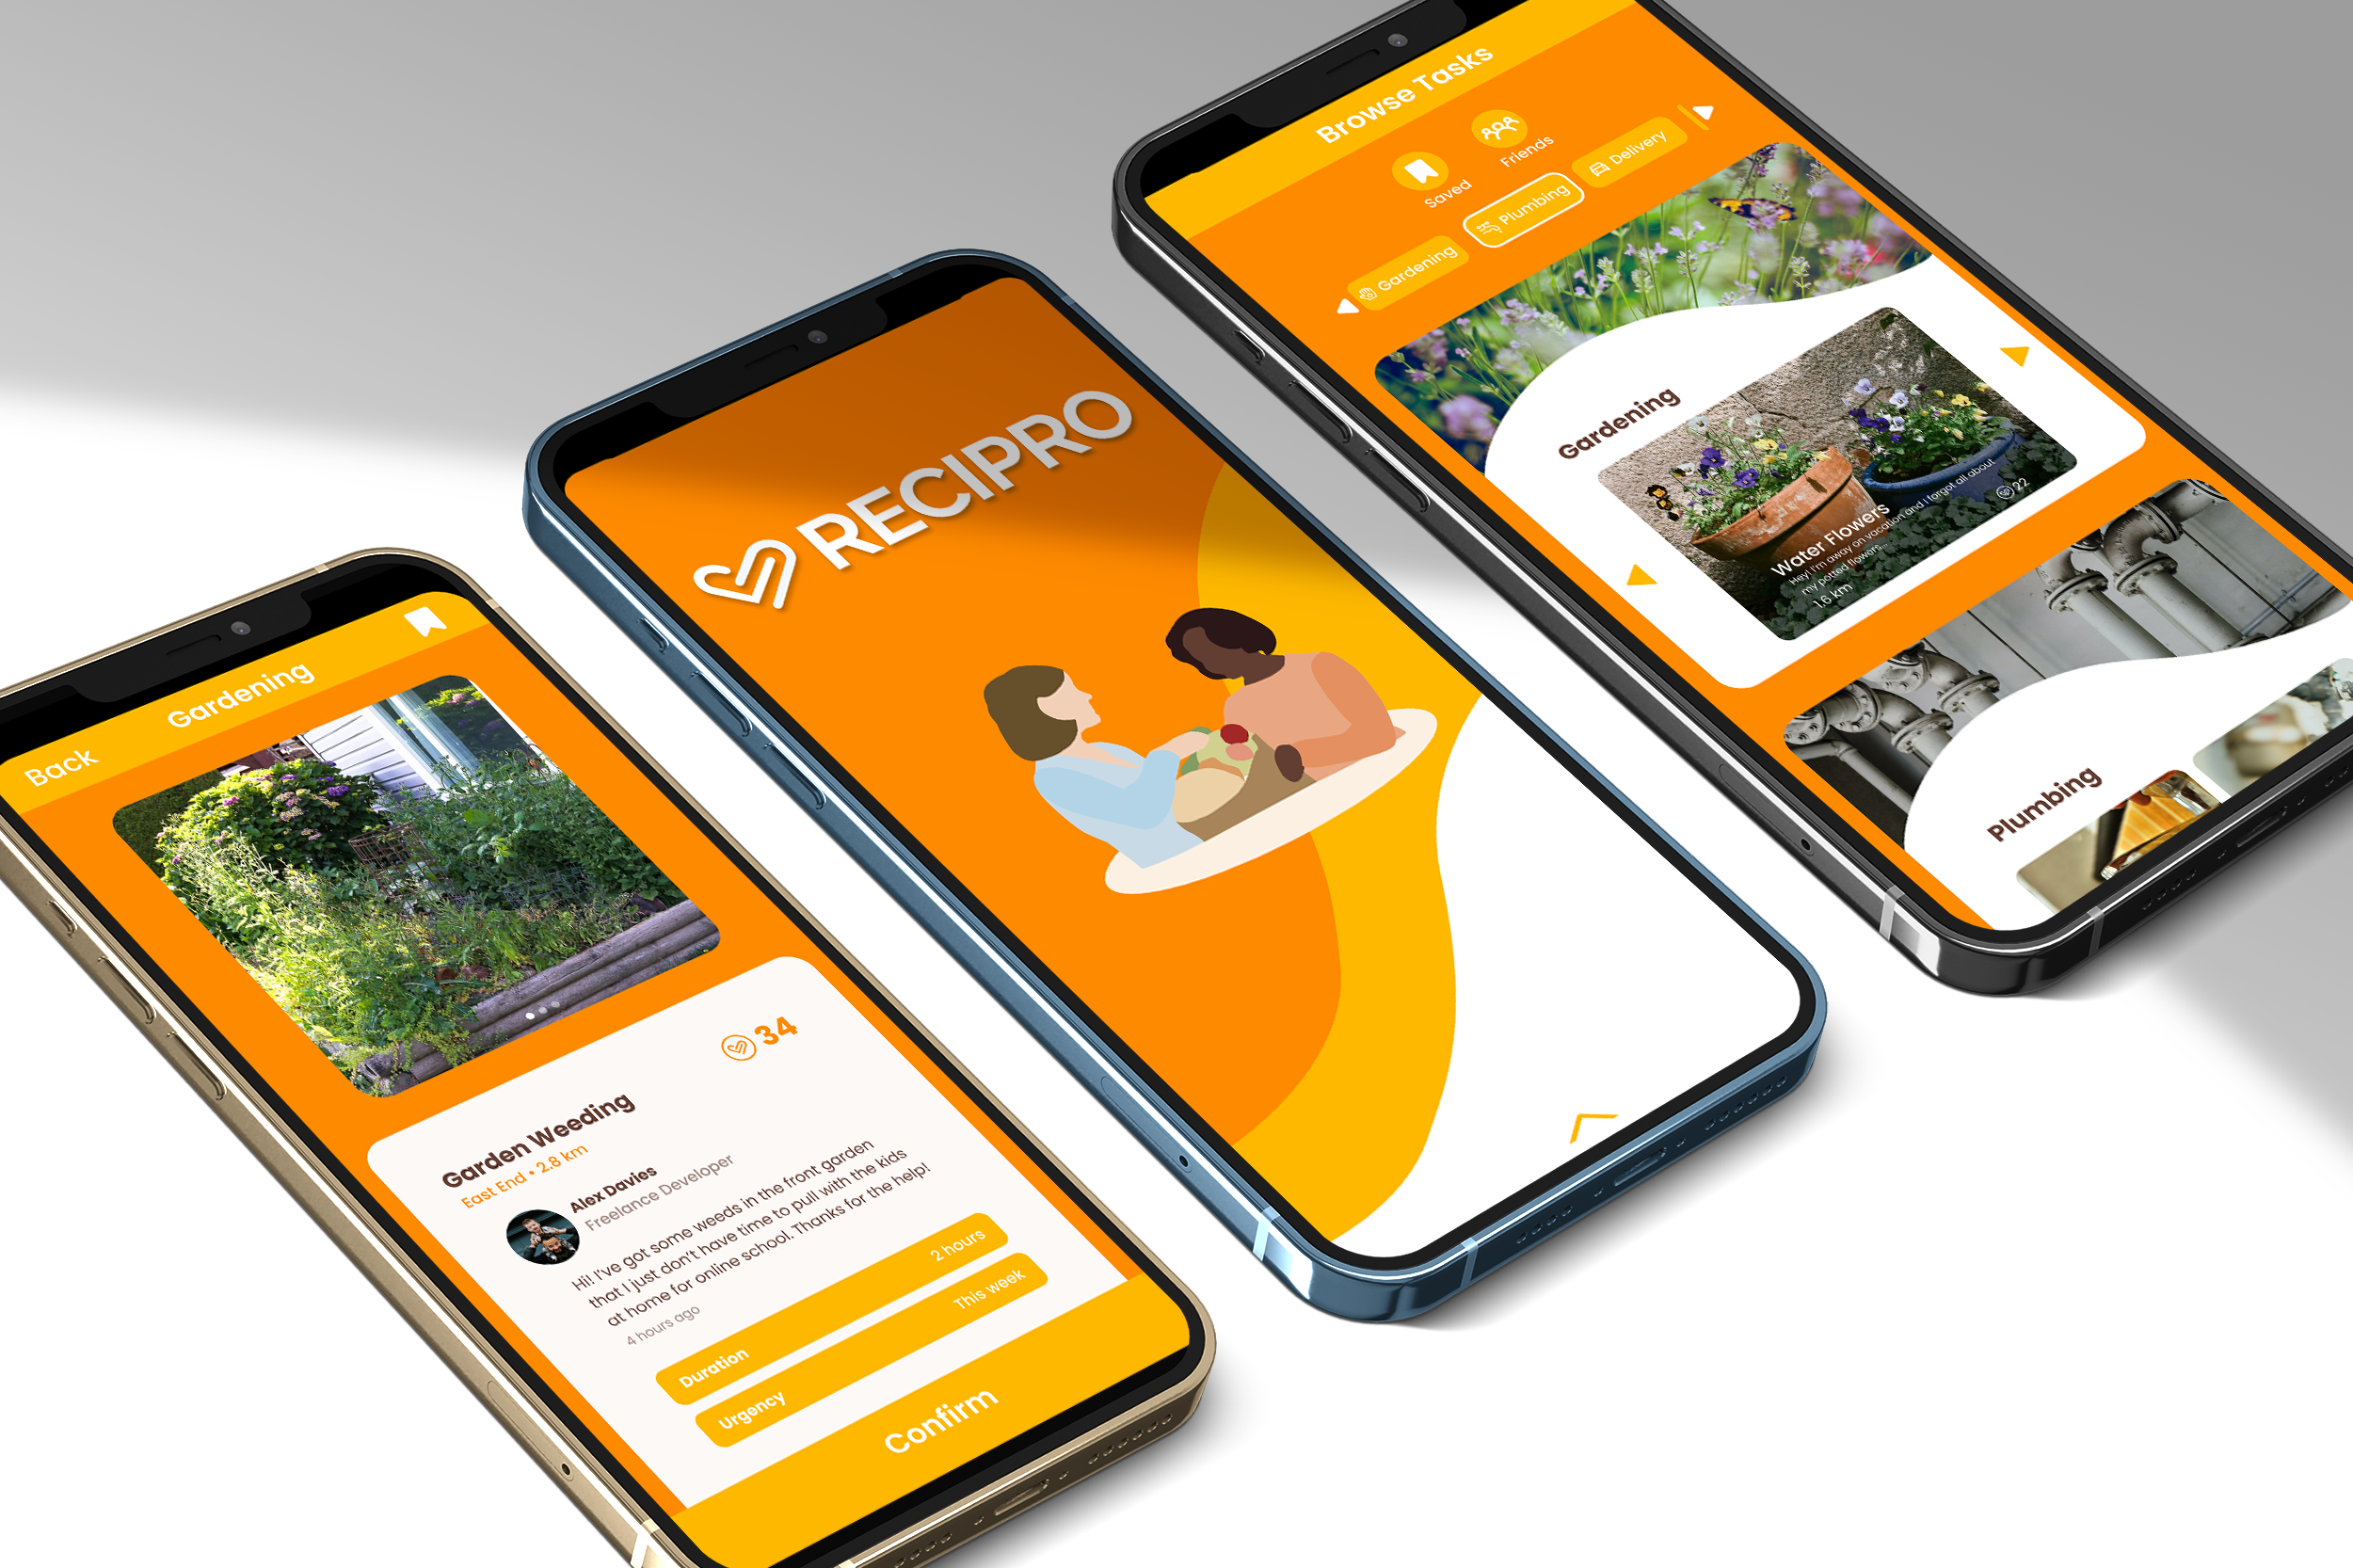 Back
Gardening
34
Garden Weeding
East End • 2.8 km
Alex Davies
Freelance Developer
Hi! I've got some weeds in the front garden
that I just don't have time to pull with the kids
at home for online school. Thanks for the help!
4 hours ago
Duration 2 hours
Urgency This week
Confirm
RECIPRO
Browse Tasks
Saved
Friends
Gardening
Plumbing
Delivery
Gardening
Water Flowers
Hey! I'm away on vacation and I forgot all about
my potted flowers...
1.6 km
22
Plumbing